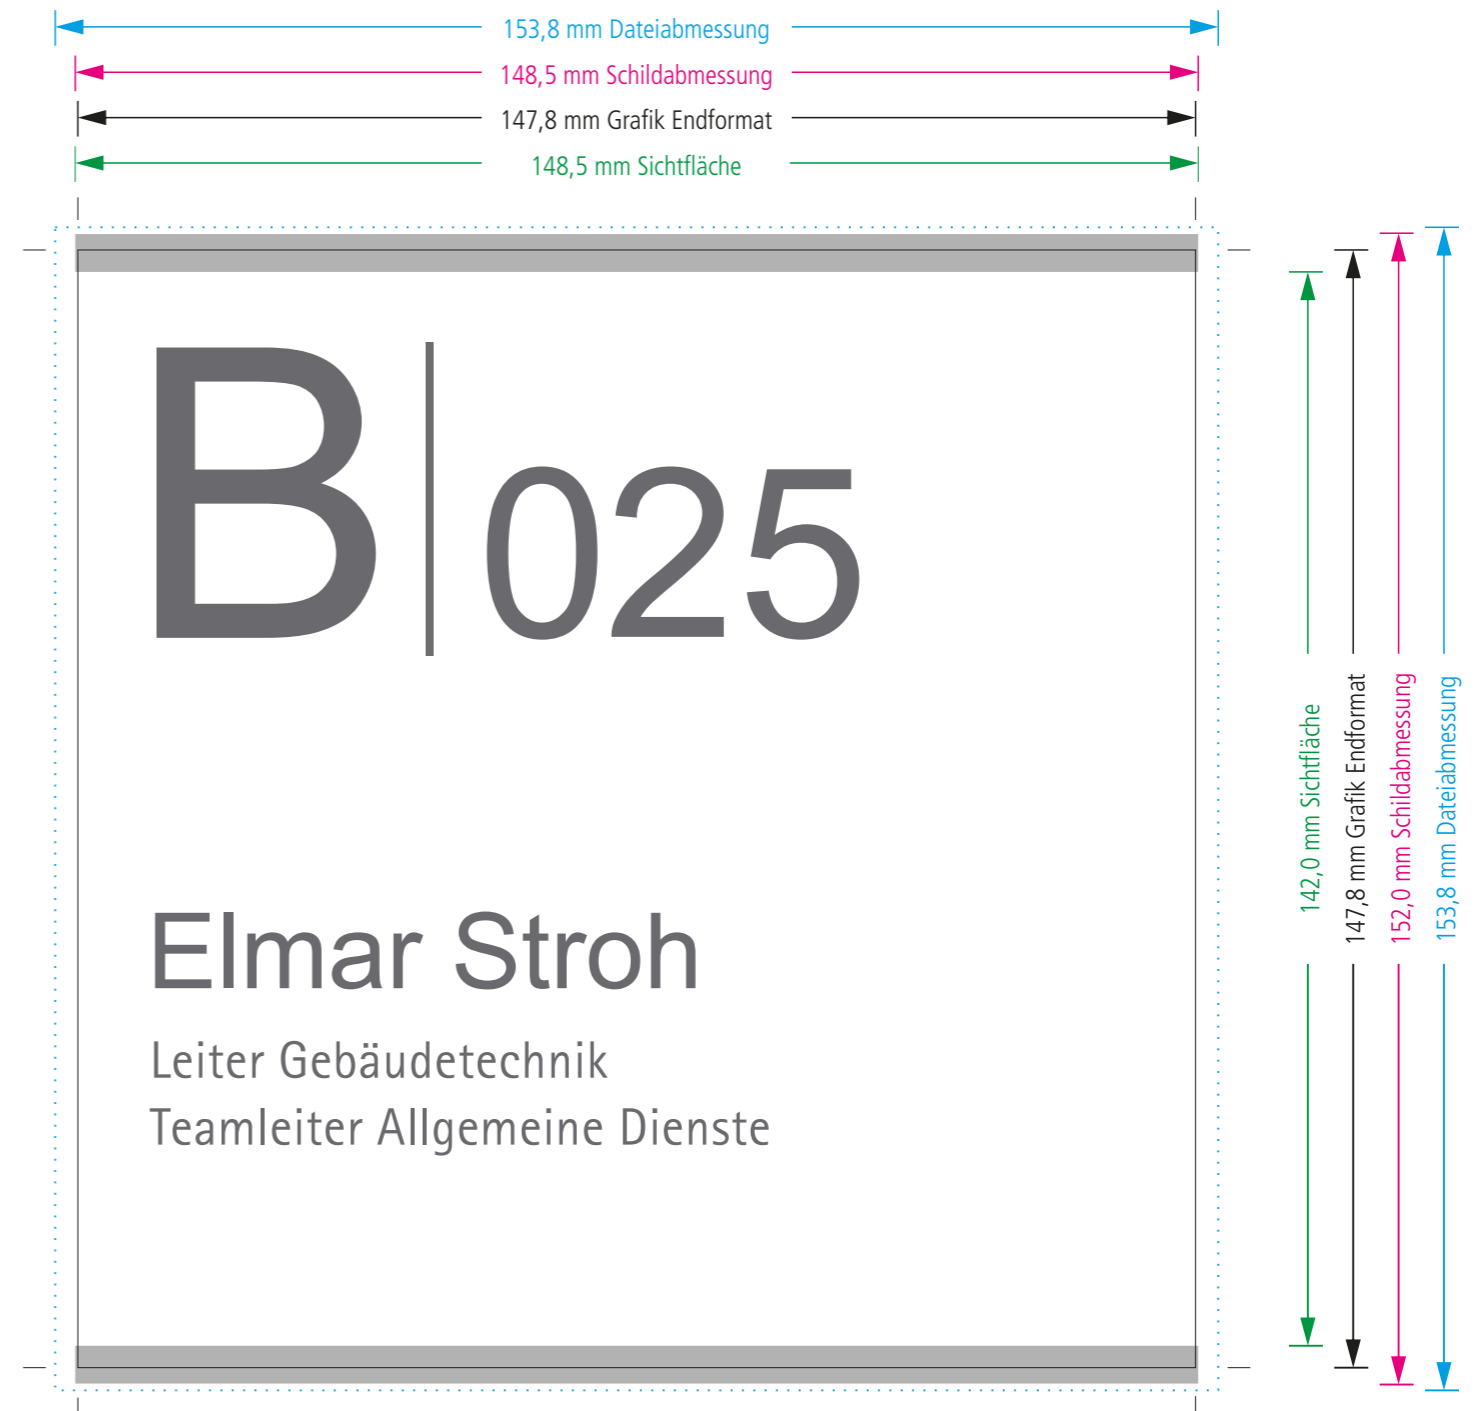 153,8 mm Dateiabmessung
148,5 mm Schildabmessung
147,8 mm Grafik Endformat
148,5 mm Sichtfläche
B 025
Elmar Stroh
Leiter Gebäudetechnik
Teamleiter Allgemeine Dienste
142,0 mm Sichtfläche
147,8 mm Grafik Endformat
152,0 mm Schildabmessung
153,8 mm Dateiabmessung